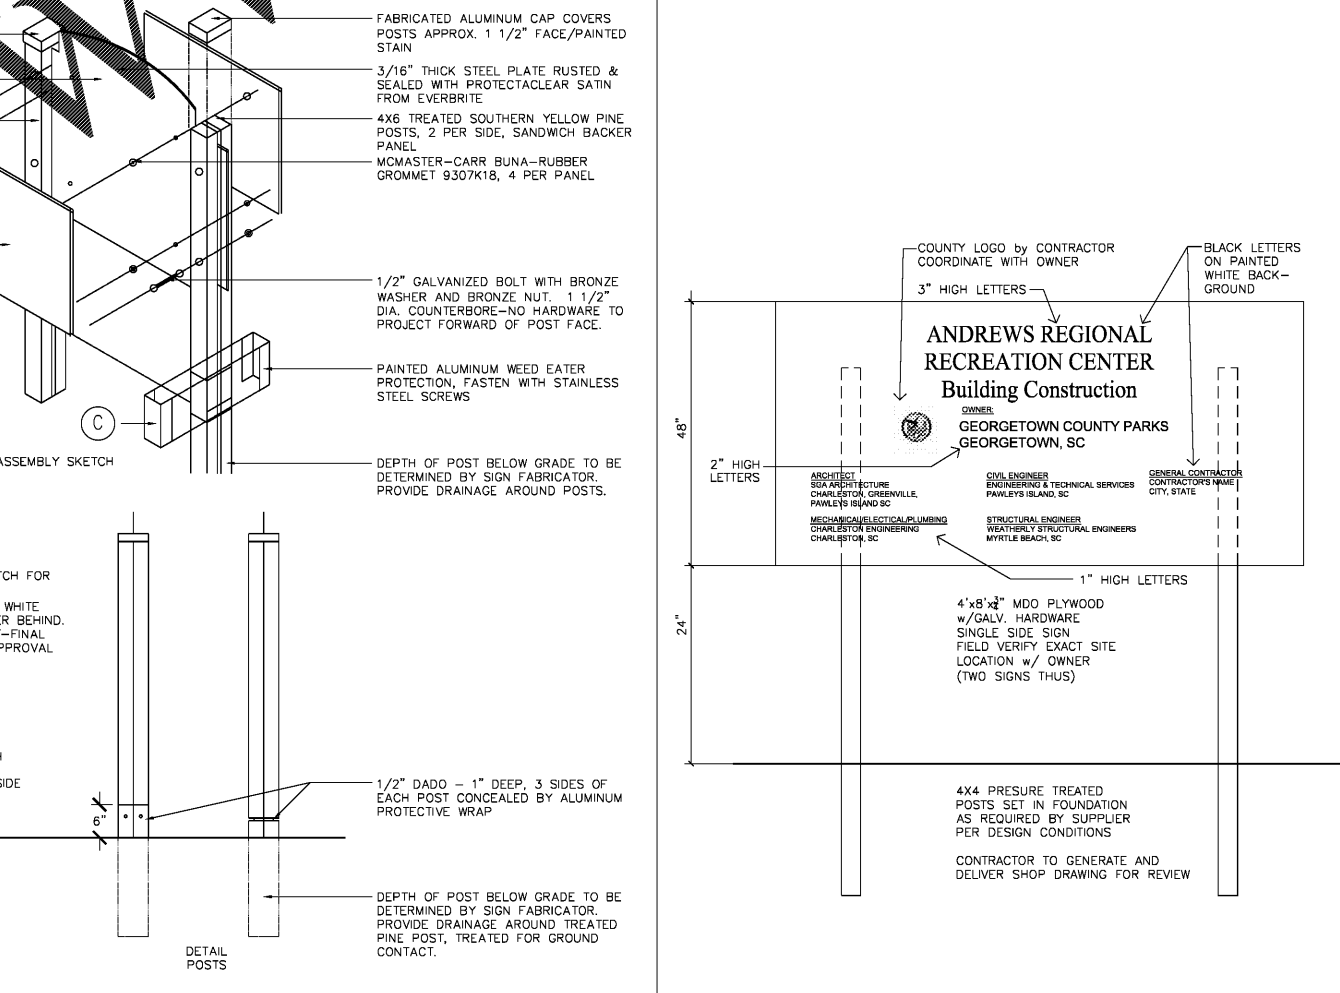 FABRICATED ALUMINUM CAP COVERS
POSTS APPROX. 1 1/2" FACE/PAINTED
STAIN
3/16" THICK STEEL PLATE RUSTED &
SEALED WITH PROTECTACLEAR SATIN
FROM EVERBRITE
4X6 TREATED SOUTHERN YELLOW PINE
POSTS, 2 PER SIDE, SANDWICH BACKER
PANEL
MCMASTER-CARR BUNA-RUBBER
GROMMET 9307K18, 4 PER PANEL
1/2" GALVANIZED BOLT WITH BRONZE
WASHER AND BRONZE NUT. 1 1/2"
DIA. COUNTERBORE-NO HARDWARE TO
PROJECT FORWARD OF POST FACE.
PAINTED ALUMINUM WEED EATER
PROTECTION, FASTEN WITH STAINLESS
STEEL SCREWS
C
ASSEMBLY SKETCH
DEPTH OF POST BELOW GRADE TO BE
DETERMINED BY SIGN FABRICATOR.
PROVIDE DRAINAGE AROUND POSTS.
TCH FOR
WHITE
ER BEHIND.
-FINAL
PPROVAL
SIDE
6"
1/2" DADO - 1" DEEP, 3 SIDES OF
EACH POST CONCEALED BY ALUMINUM
PROTECTIVE WRAP
DEPTH OF POST BELOW GRADE TO BE
DETERMINED BY SIGN FABRICATOR.
PROVIDE DRAINAGE AROUND TREATED
PINE POST, TREATED FOR GROUND
CONTACT.
DETAIL
POSTS
COUNTY LOGO by CONTRACTOR
COORDINATE WITH OWNER
3" HIGH LETTERS
BLACK LETTERS
ON PAINTED
WHITE BACK-
GROUND
ANDREWS REGIONAL
RECREATION CENTER
Building Construction
OWNER:
GEORGETOWN COUNTY PARKS
GEORGETOWN, SC
48"
2" HIGH
LETTERS
ARCHITECT
SGA ARCHITECTURE
CHARLESTON, GREENVILLE,
PAWLEYS ISLAND SC
CIVIL ENGINEER
ENGINEERING & TECHNICAL SERVICES
PAWLEYS ISLAND, SC
GENERAL CONTRACTOR
CONTRACTOR'S NAME
CITY, STATE
MECHANICAL/ELECTICAL/PLUMBING
CHARLESTON ENGINEERING
CHARLESTON, SC
STRUCTURAL ENGINEER
WEATHERLY STRUCTURAL ENGINEERS
MYRTLE BEACH, SC
1" HIGH LETTERS
24"
4'x8'x3/4" MDO PLYWOOD
w/GALV. HARDWARE
SINGLE SIDE SIGN
FIELD VERIFY EXACT SITE
LOCATION w/ OWNER
(TWO SIGNS THUS)
4X4 PRESURE TREATED
POSTS SET IN FOUNDATION
AS REQUIRED BY SUPPLIER
PER DESIGN CONDITIONS
CONTRACTOR TO GENERATE AND
DELIVER SHOP DRAWING FOR REVIEW